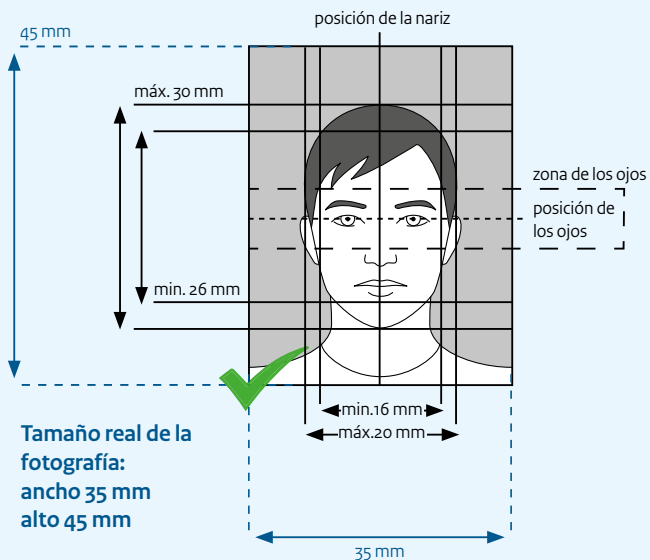 posición de la nariz
45 mm
máx. 30 mm
zona de los ojos
posición de
los ojos
min. 26 mm
min.16 mm
máx.20 mm
Tamaño real de la
fotografía:
ancho 35 mm
alto 45 mm
35 mm